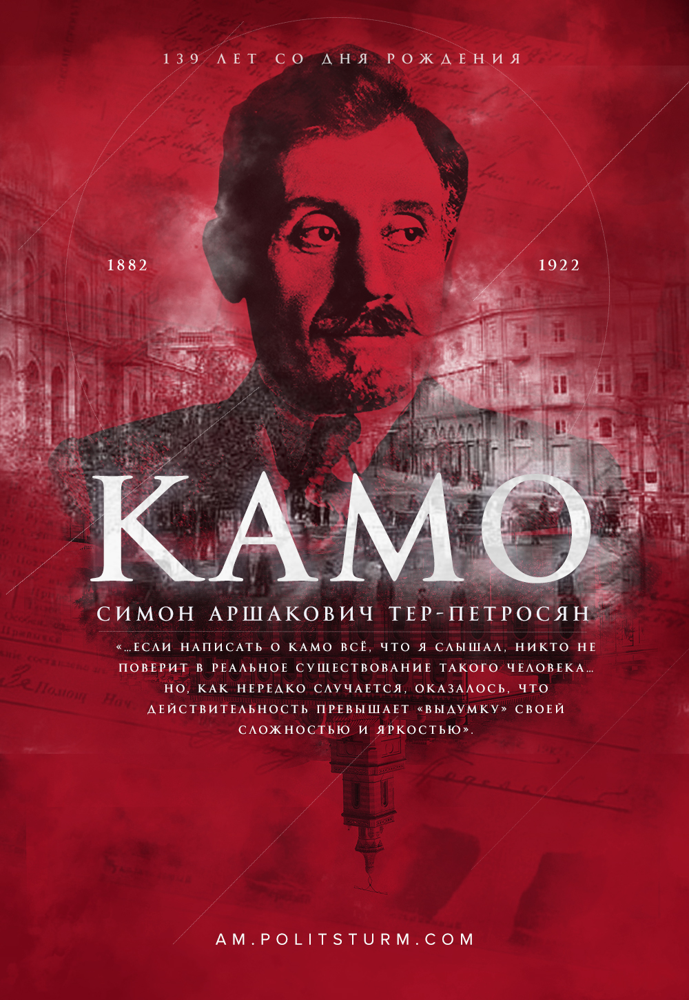 139 ЛЕТ СО ДНЯ РОЖДЕНИЯ
1882
1922
КАМО
СИМОН АРШАКОВИЧ ТЕР-ПЕТРОСЯН
«…ЕСЛИ НАПИСАТЬ О КАМО ВСЁ, ЧТО Я СЛЫШАЛ, НИКТО НЕ
ПОВЕРИТ В РЕАЛЬНОЕ СУЩЕСТВОВАНИЕ ТАКОГО ЧЕЛОВЕКА…
НО, КАК НЕРЕДКО СЛУЧАЕТСЯ, ОКАЗАЛОСЬ, ЧТО
ДЕЙСТВИТЕЛЬНОСТЬ ПРЕВЫШАЕТ «ВЫДУМКУ» СВОЕЙ
СЛОЖНОСТЬЮ И ЯРКОСТЬЮ».
AM.POLITSTURM.COM